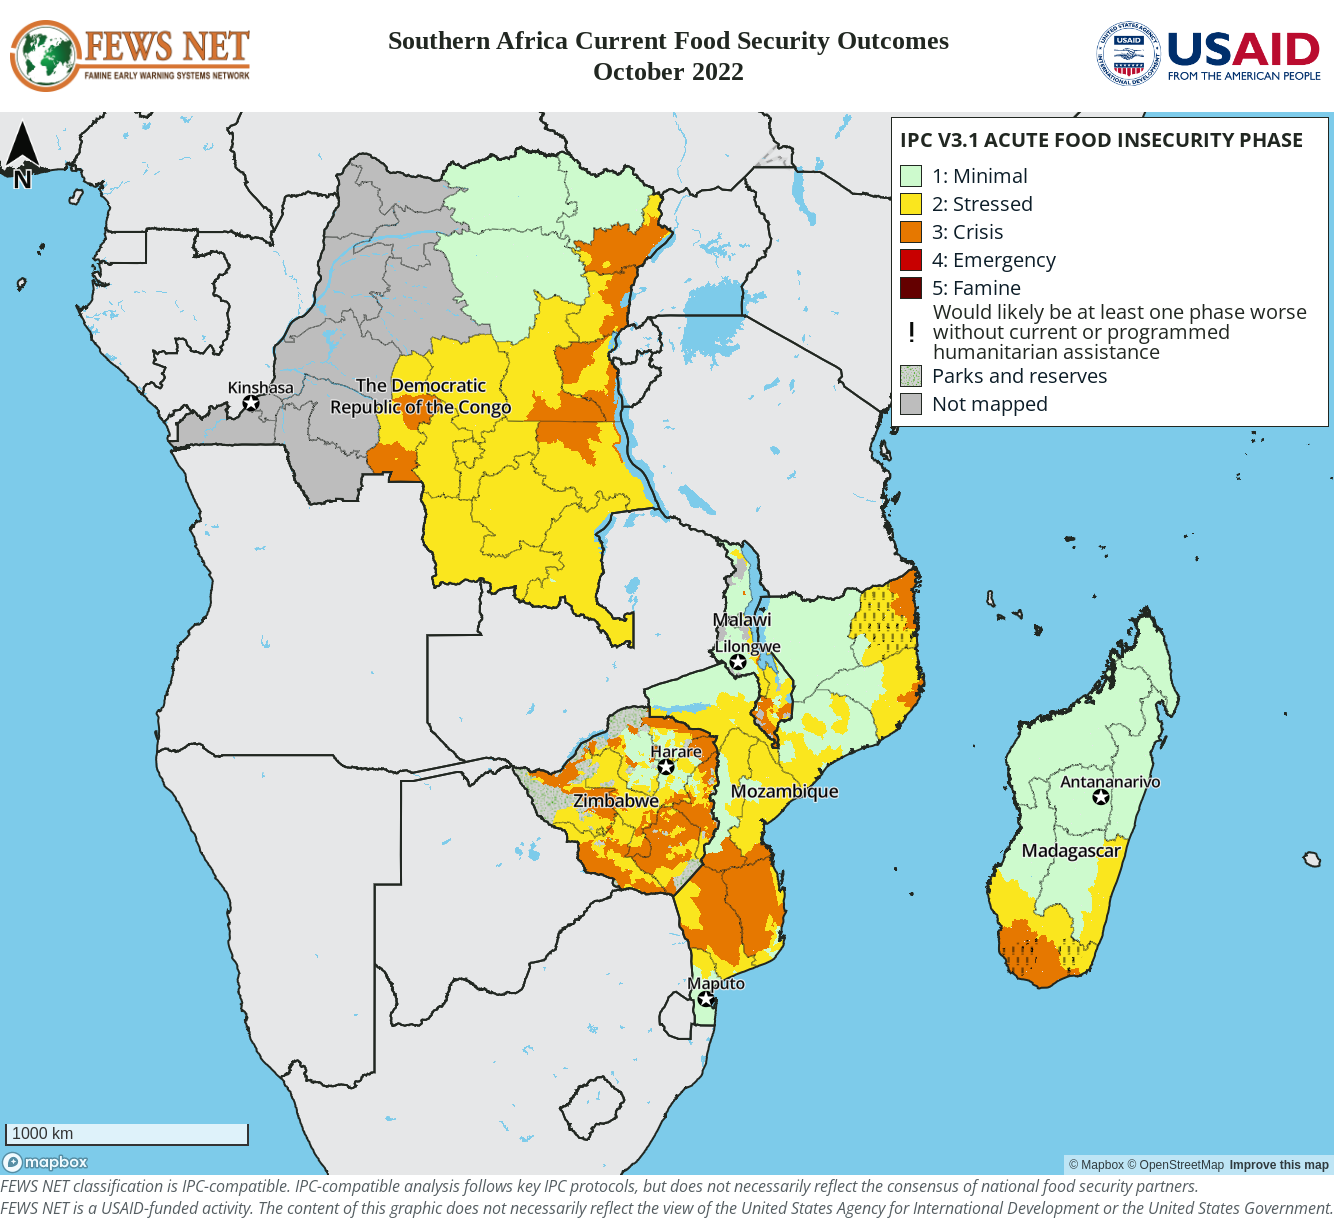 FEWS NET
FAMINE EARLY WARNING SYSTEMS NETWORK
Southern Africa Current Food Security Outcomes
October 2022
UNITED STATES AGENCY
USAID
INTERNATIONAL DEVELOPMENT
USAID
FROM THE AMERICAN PEOPLE
N
IPC V3.1 ACUTE FOOD INSECURITY PHASE
1: Minimal
2: Stressed
3: Crisis
4: Emergency
5: Famine
! Would likely be at least one phase worse
without current or programmed
humanitarian assistance
Parks and reserves
Not mapped
Kinshasa
The Democratic
Republic of the Congo
Malawi
Lilongwe
Harare
Zimbabwe
Mozambique
Antananarivo
Madagascar
Maputo
1000 km
mapbox
© Mapbox © OpenStreetMap Improve this map
FEWS NET classification is IPC-compatible. IPC-compatible analysis follows key IPC protocols, but does not necessarily reflect the consensus of national food security partners.
FEWS NET is a USAID-funded activity. The content of this graphic does not necessarily reflect the view of the United States Agency for International Development or the United States Government.